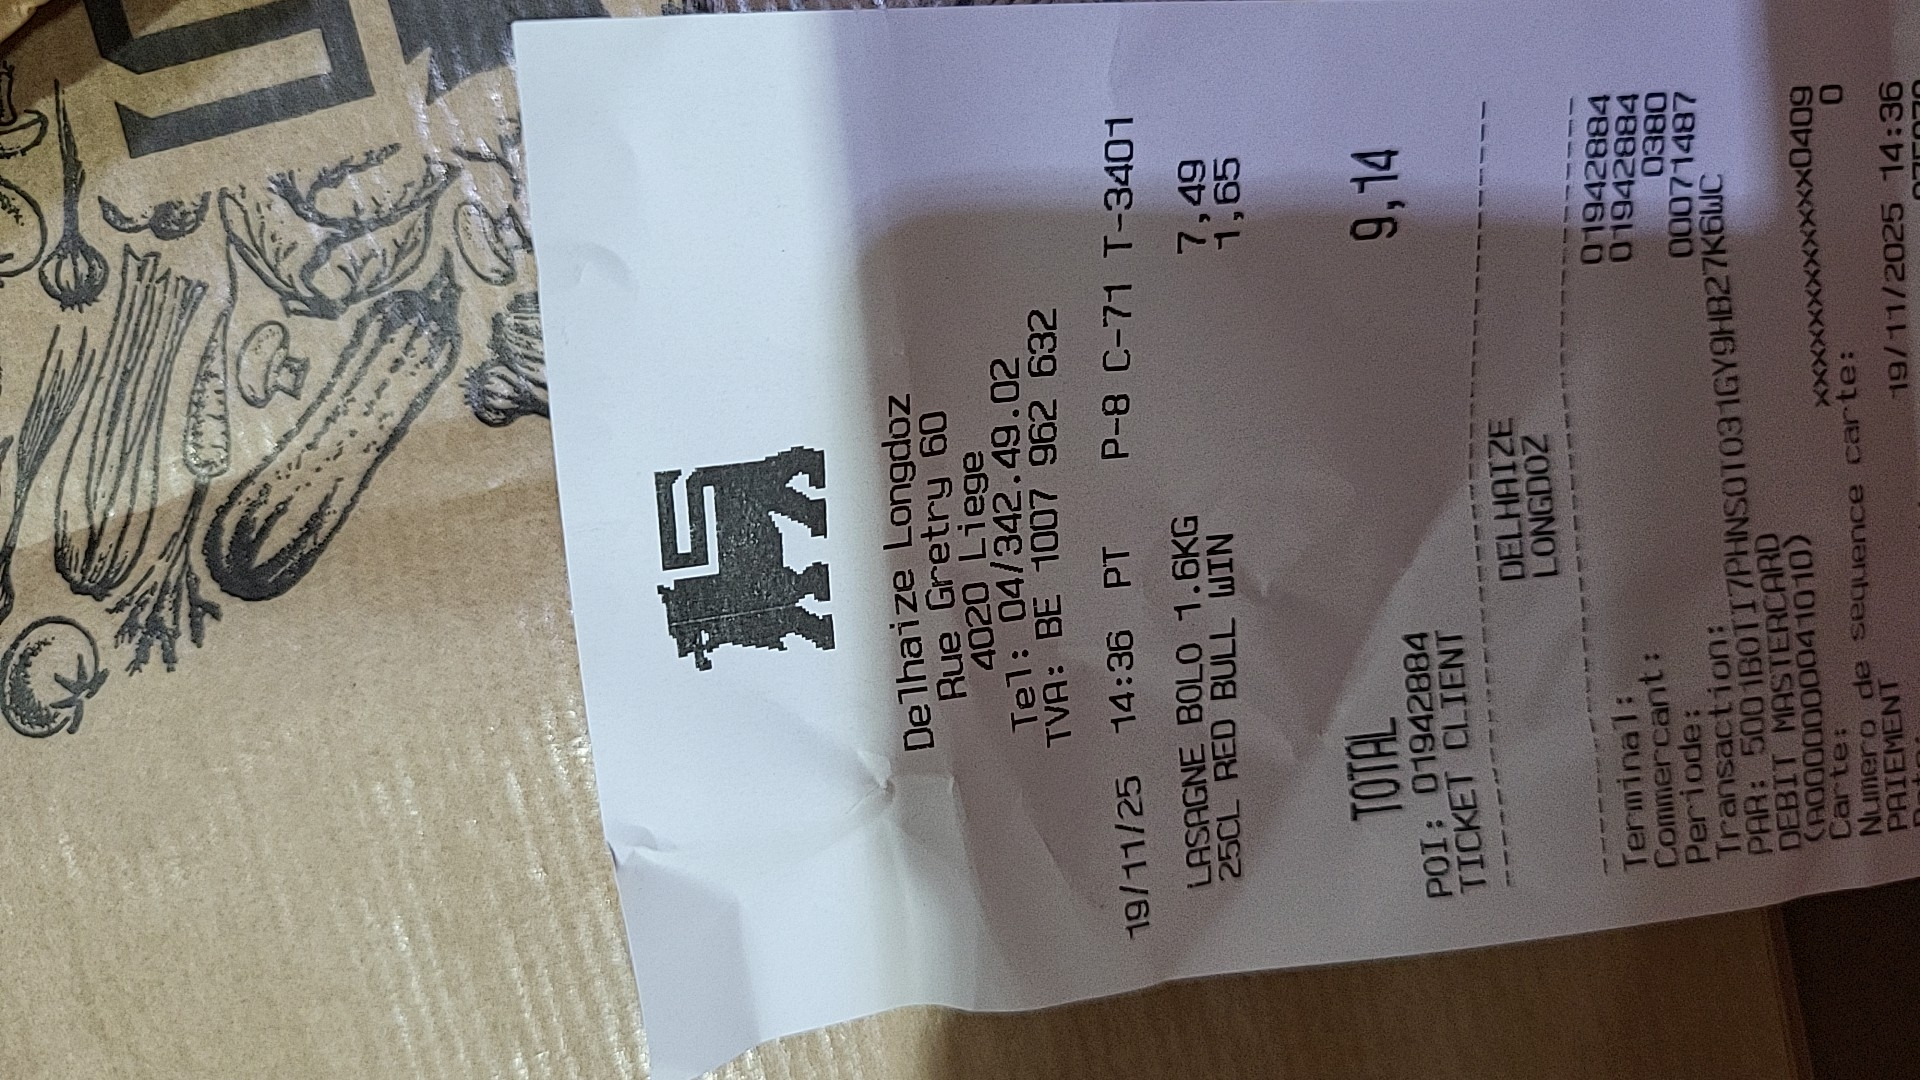 Delhaize Longdoz
Rue Gretry 60
4020 Liege
Tel: 04/342.49.02
TVA: BE 1007 962 632
19/11/25 14:36 PT P-8 C-71 T-3401
LASAGNE BOLO 1.6KG 7,49
25CL RED BULL WIN 1,65
TOTAL 9,14
POI: 01942884
TICKET CLIENT
DELHAIZE
LONGDOZ
Terminal: 01942884
Commercant: 01942884
Periode: 0380
Transaction: 00071487
PAR: 5001BOTI7PHNSOTO31GY9HB27K6WC
DEBIT MASTERCARD
(A0000000041010)
Carte: xxxxxxxxxxxxxxx0409
Numero de sequence carte: 0
PAIEMENT 19/11/2025 14:36